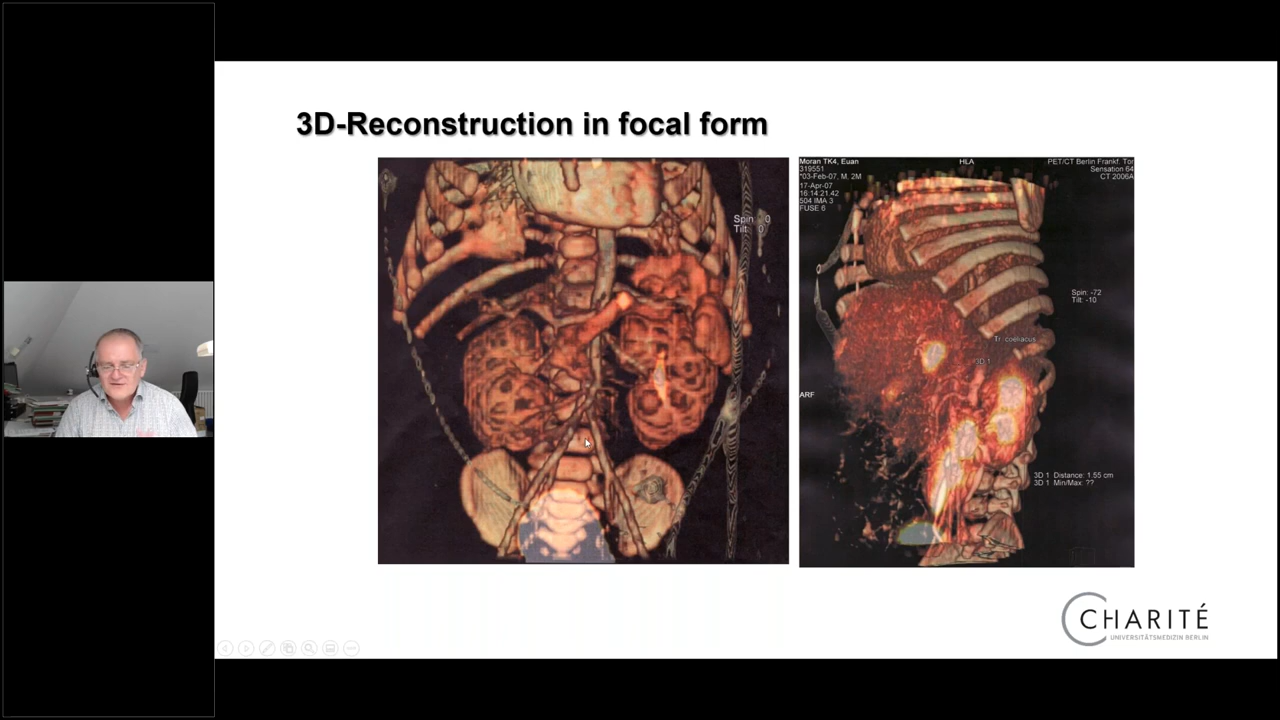 3D-Reconstruction in focal form
Spin: 0
Tilt: 0
Moran TK4, Euan
319551
*03-Feb-07, M, 2M
17-Apr-07
16:14:21.42
504 IMA 3
FUSE 6
HLA
PET/CT Berlin Frankf. Tor
Sensation 64
CT 2006A
Spin: -72
Tilt: -10
Tr. coeliacus
3D 1
ARF
3D 1 Distance: 1.55 cm
3D 1 Min/Max: ??
CHARITÉ
UNIVERSITÄTSMEDIZIN BERLIN